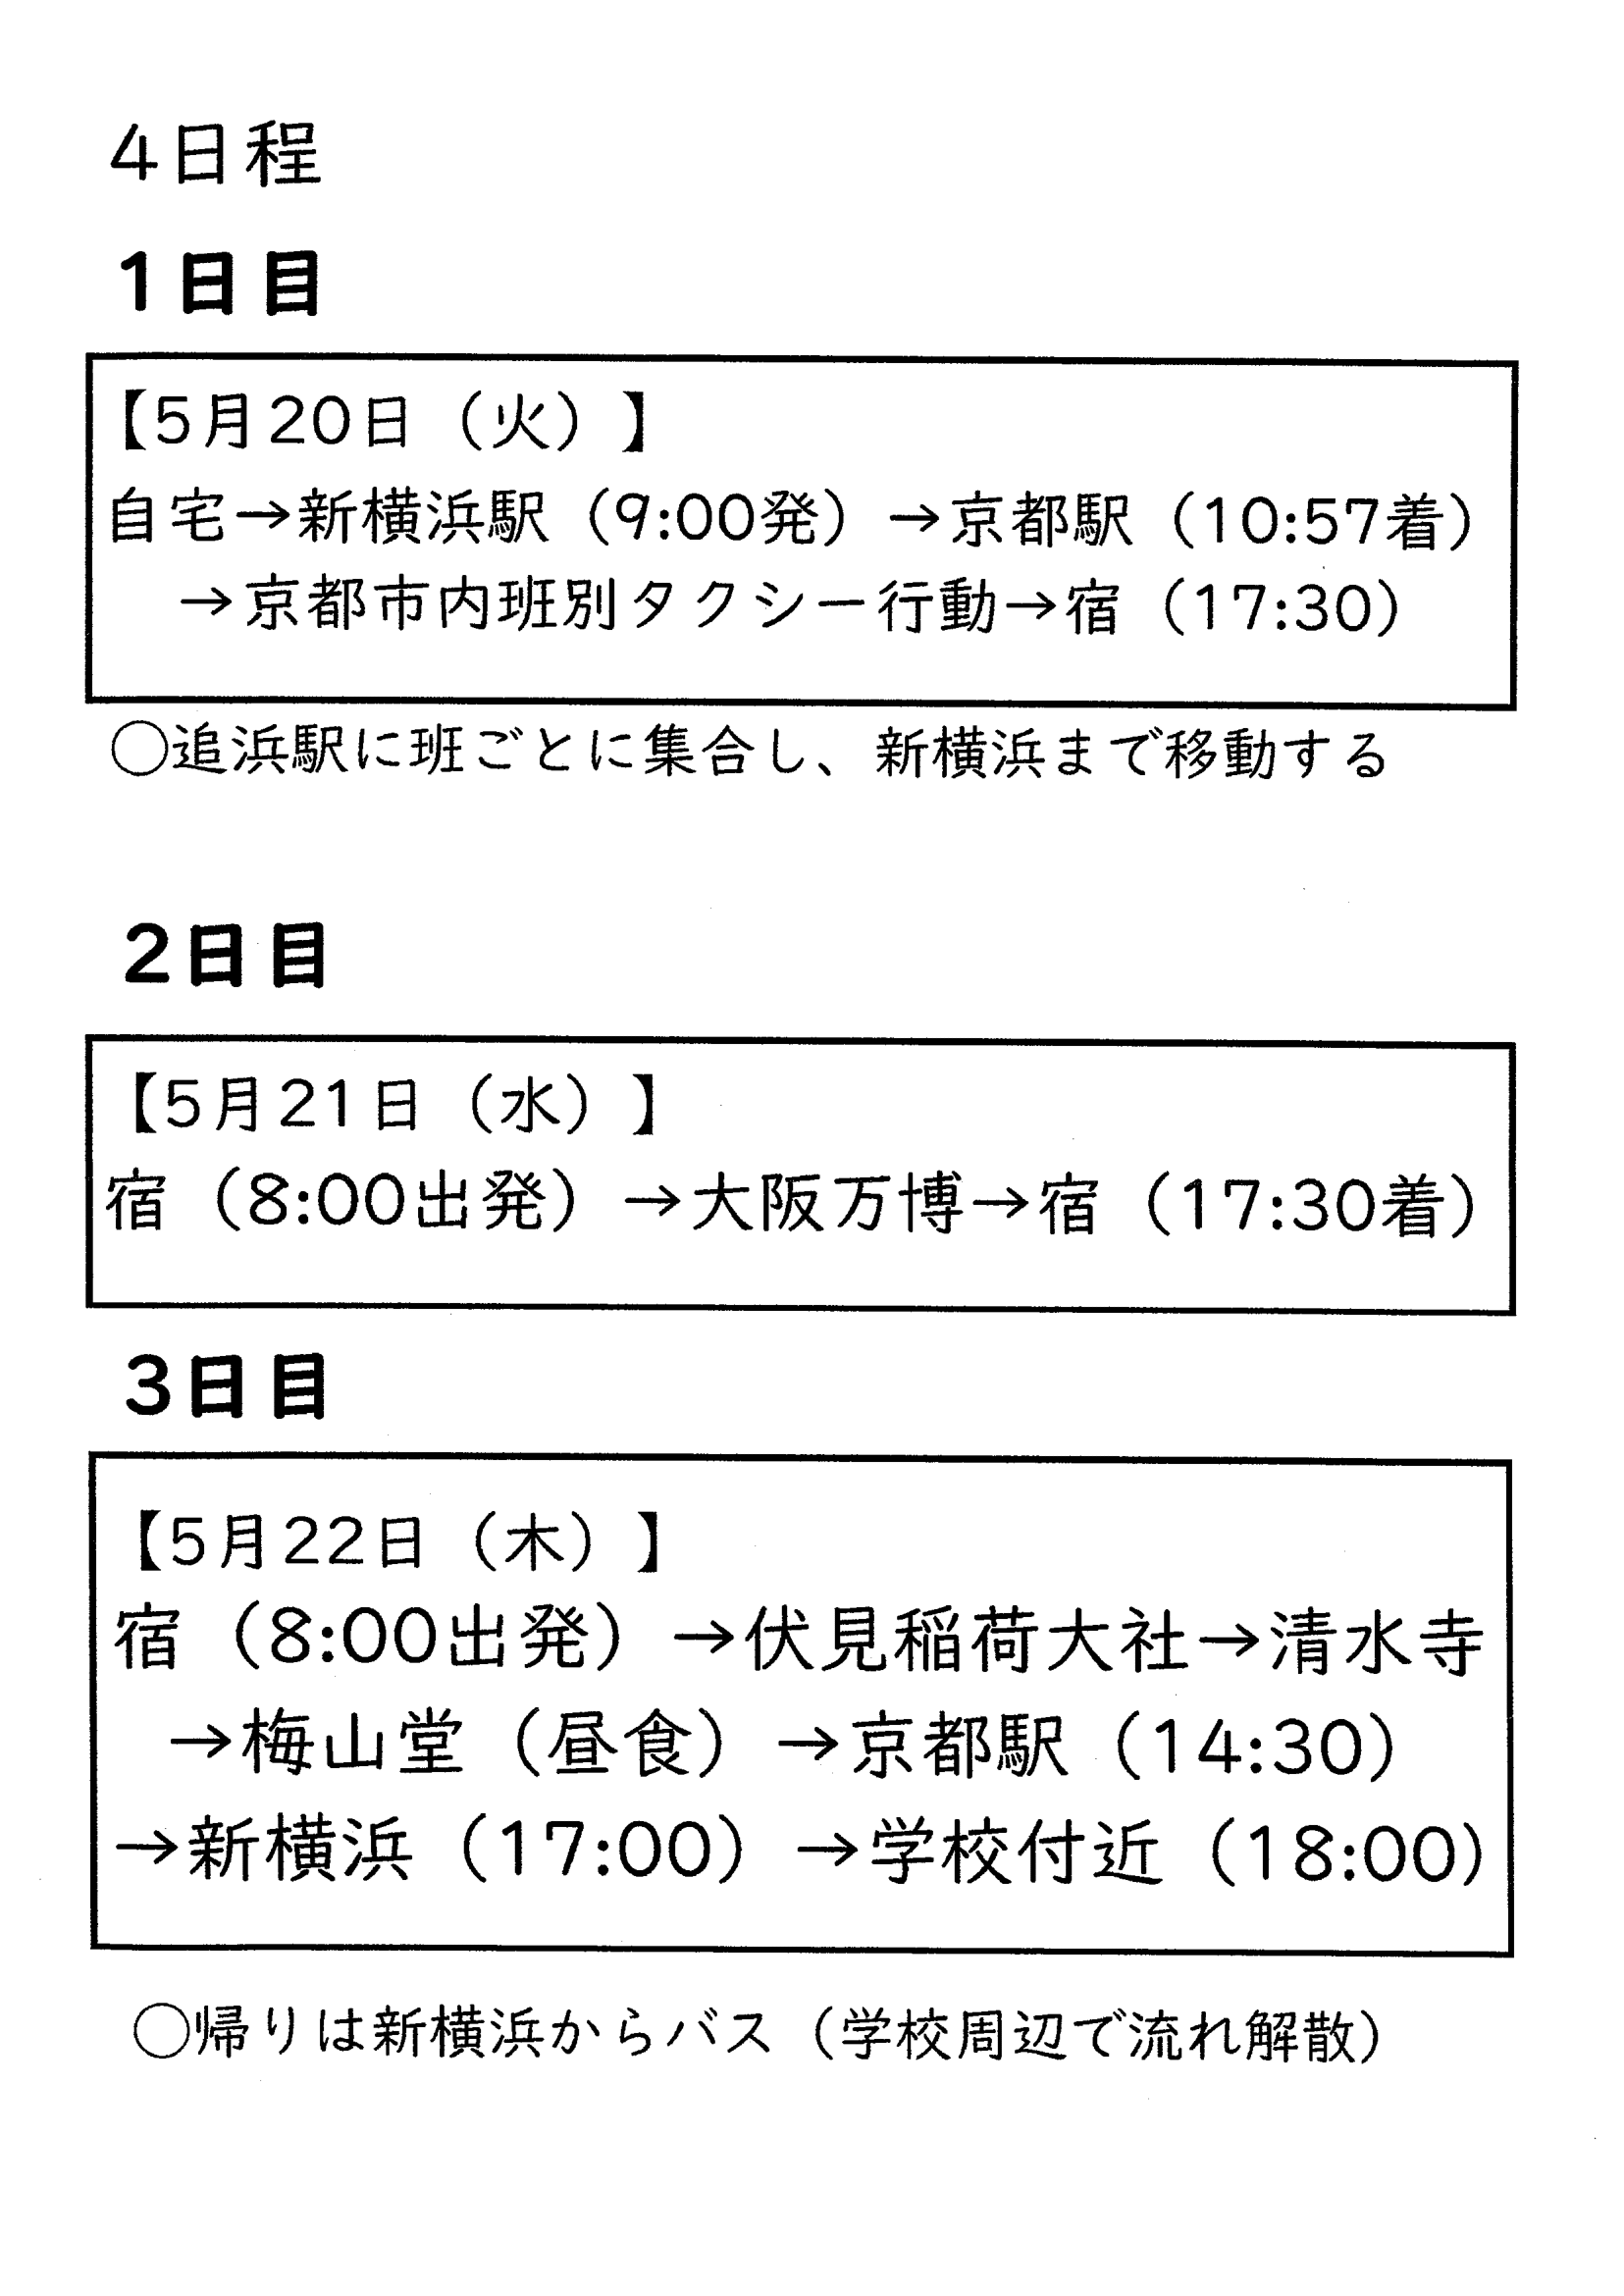 4日程
1日目
【5月20日（火）】
自宅→新横浜駅（9:00発）→京都駅（10:57着）
→京都市内班別タクシー行動→宿（17:30）
○追浜駅に班ごとに集合し、新横浜まで移動する
2日目
【5月21日（水）】
宿（8:00出発）→大阪万博→宿（17:30着）
3日目
【5月22日（木）】
宿（8:00出発）→伏見稲荷大社→清水寺
→梅山堂（昼食）→京都駅（14:30）
→新横浜（17:00）→学校付近（18:00）
○帰りは新横浜からバス（学校周辺で流れ解散）